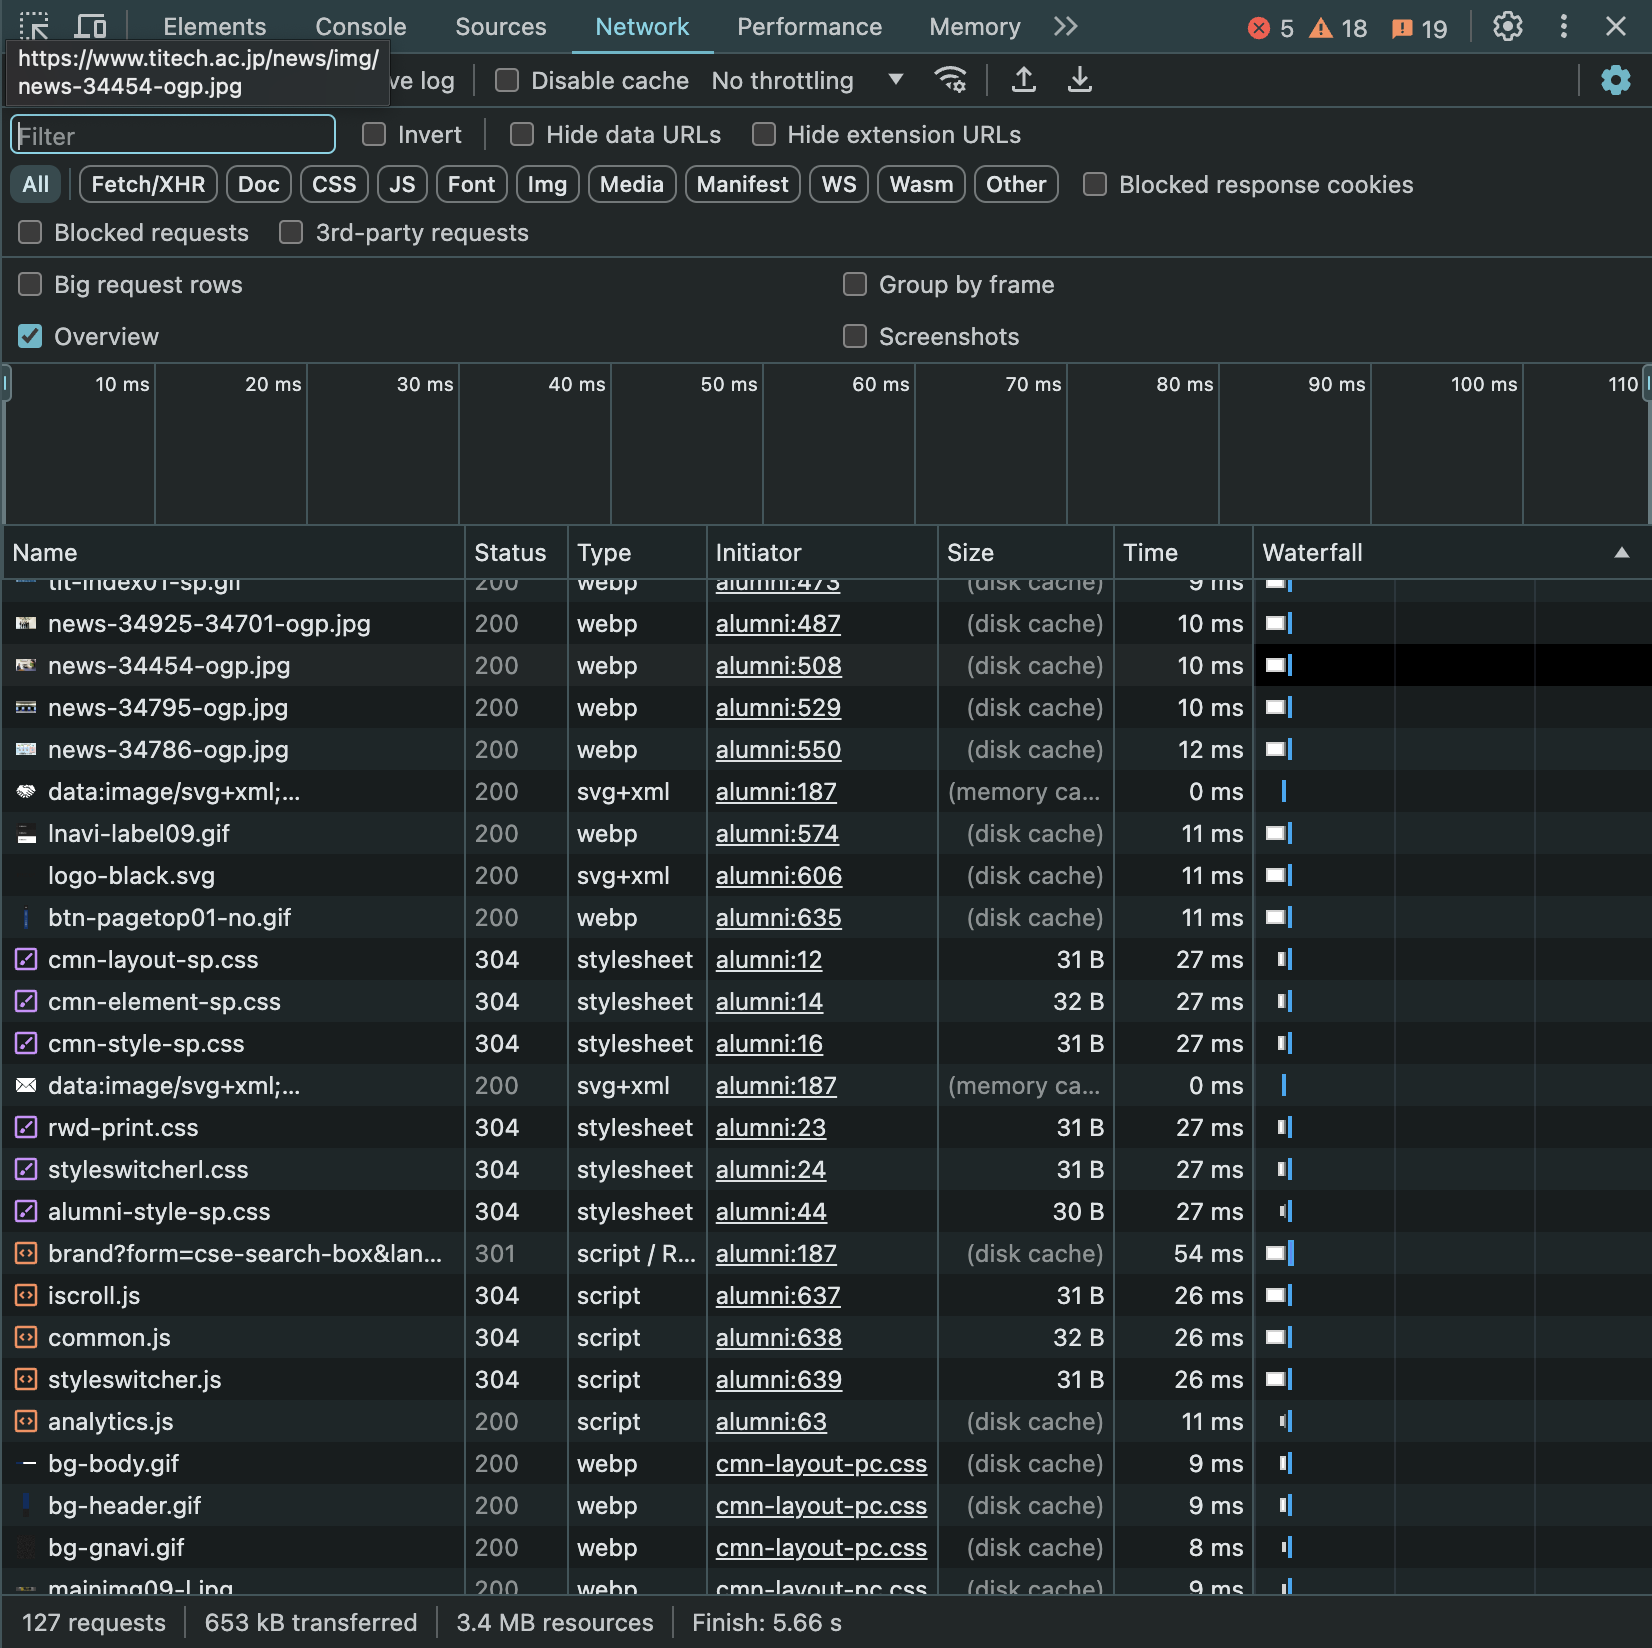 Elements Console Sources Network Performance Memory 5 18 19
https://www.titech.ac.jp/news/img/
news-34454-ogp.jpg
ve log Disable cache No throttling
Filter Invert Hide data URLs Hide extension URLs
All Fetch/XHR Doc CSS JS Font Img Media Manifest WS Wasm Other Blocked response cookies
Blocked requests 3rd-party requests
Big request rows Group by frame
Overview Screenshots
10 ms 20 ms 30 ms 40 ms 50 ms 60 ms 70 ms 80 ms 90 ms 100 ms 110
Name Status Type Initiator Size Time Waterfall
tit-index01-sp.gif 200 webp alumni:473 (disk cache) 9 ms
news-34925-34701-ogp.jpg 200 webp alumni:487 (disk cache) 10 ms
news-34454-ogp.jpg 200 webp alumni:508 (disk cache) 10 ms
news-34795-ogp.jpg 200 webp alumni:529 (disk cache) 10 ms
news-34786-ogp.jpg 200 webp alumni:550 (disk cache) 12 ms
data:image/svg+xml;... 200 svg+xml alumni:187 (memory ca... 0 ms
lnavi-label09.gif 200 webp alumni:574 (disk cache) 11 ms
logo-black.svg 200 svg+xml alumni:606 (disk cache) 11 ms
btn-pagetop01-no.gif 200 webp alumni:635 (disk cache) 11 ms
cmn-layout-sp.css 304 stylesheet alumni:12 31 B 27 ms
cmn-element-sp.css 304 stylesheet alumni:14 32 B 27 ms
cmn-style-sp.css 304 stylesheet alumni:16 31 B 27 ms
data:image/svg+xml;... 200 svg+xml alumni:187 (memory ca... 0 ms
rwd-print.css 304 stylesheet alumni:23 31 B 27 ms
styleswitcherl.css 304 stylesheet alumni:24 31 B 27 ms
alumni-style-sp.css 304 stylesheet alumni:44 30 B 27 ms
brand?form=cse-search-box&lan... 301 script / R... alumni:187 (disk cache) 54 ms
iscroll.js 304 script alumni:637 31 B 26 ms
common.js 304 script alumni:638 32 B 26 ms
styleswitcher.js 304 script alumni:639 31 B 26 ms
analytics.js 200 script alumni:63 (disk cache) 11 ms
bg-body.gif 200 webp cmn-layout-pc.css (disk cache) 9 ms
bg-header.gif 200 webp cmn-layout-pc.css (disk cache) 9 ms
bg-gnavi.gif 200 webp cmn-layout-pc.css (disk cache) 8 ms
mainimg09-l.jpg 200 webp cmn-layout-pc.css (disk cache) 9 ms
127 requests 653 kB transferred 3.4 MB resources Finish: 5.66 s